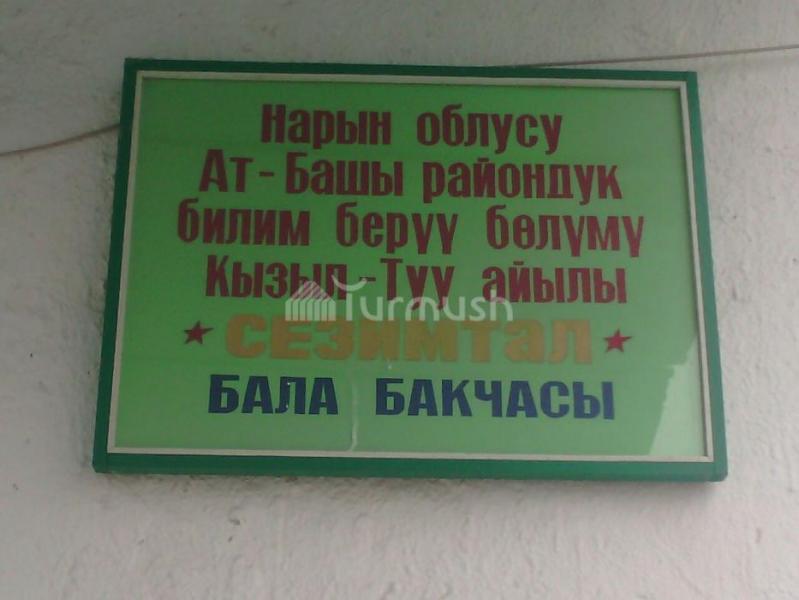 Нарын облусу
Ат-Башы райондук
билим берүү бөлүмү
Кызыл-Туу айылы
Turmush
★ СЕЗИМТАЛ ★
БАЛА БАКЧАСЫ